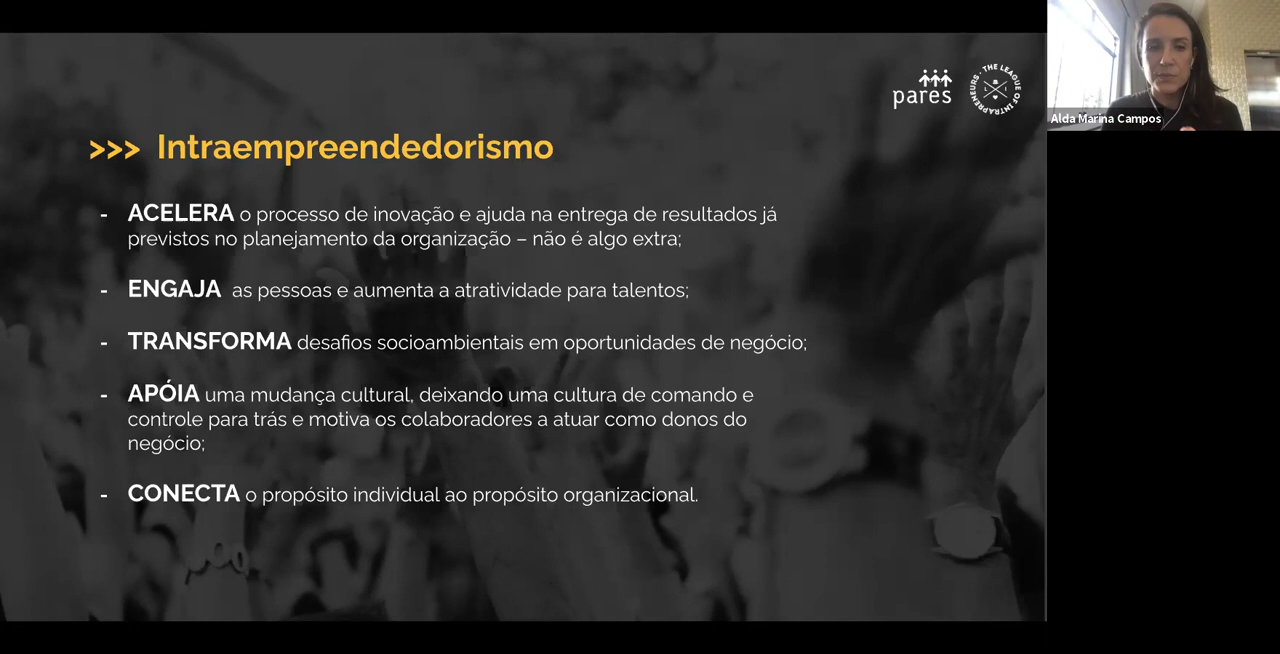 pares
THE LEAGUE OF INTRAPRENEURS
L I
>>> Intraempreendedorismo
- ACELERA o processo de inovação e ajuda na entrega de resultados já
previstos no planejamento da organização – não é algo extra;
- ENGAJA as pessoas e aumenta a atratividade para talentos;
- TRANSFORMA desafios socioambientais em oportunidades de negócio;
- APÓIA uma mudança cultural, deixando uma cultura de comando e
controle para trás e motiva os colaboradores a atuar como donos do
negócio;
- CONECTA o propósito individual ao propósito organizacional.
Alda Marina Campos